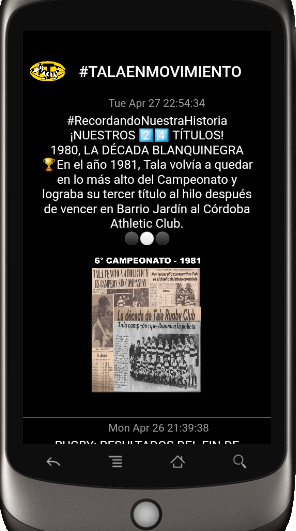 #TALAENMOVIMIENTO
Tue Apr 27 22:54:34
#RecordandoNuestraHistoria
¡NUESTROS 2️⃣4️⃣ TÍTULOS!
1980, LA DÉCADA BLANQUINEGRA
🏆En el año 1981, Tala volvía a quedar
en lo más alto del Campeonato y
lograba su tercer título al hilo después
de vencer en Barrio Jardín al Córdoba
Athletic Club.
⚫⚪⚫
6° CAMPEONATO - 1981
La década de Tala Rugby Club
Mon Apr 26 21:39:38
RUGBY: RESULTADOS DEL FIN DE